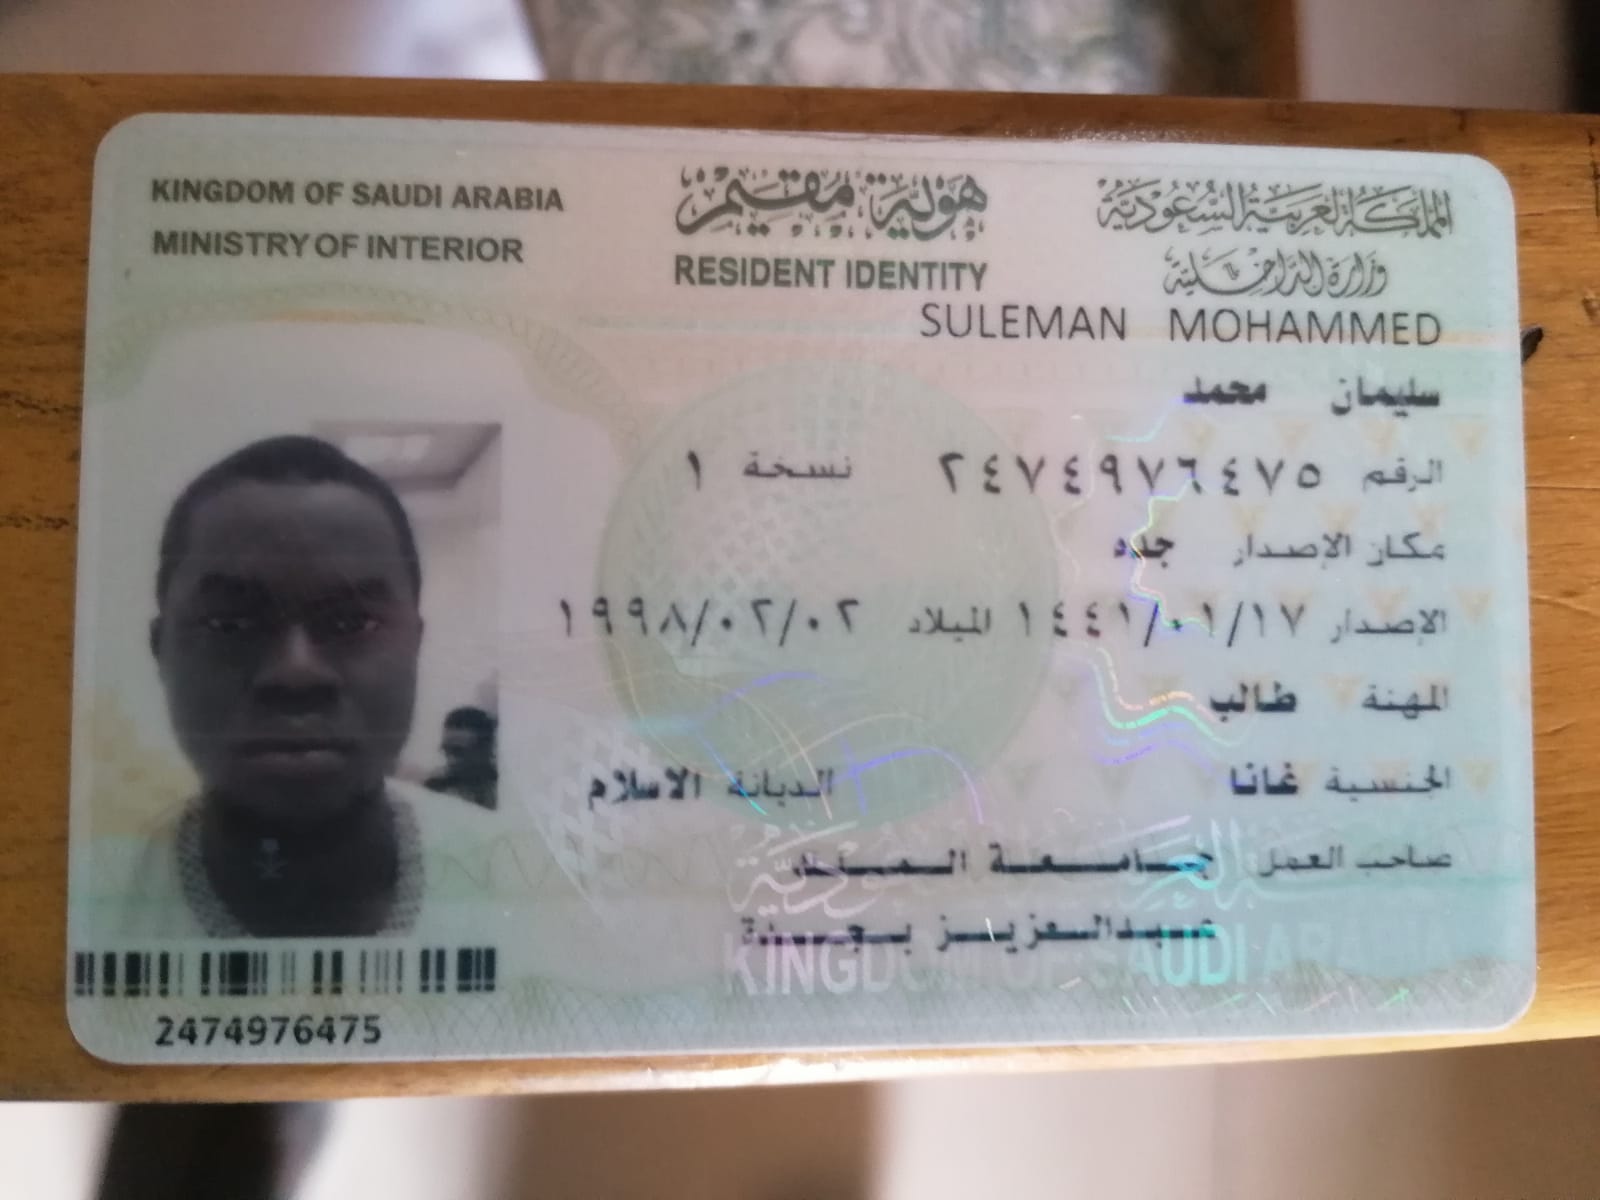 KINGDOM OF SAUDI ARABIA
MINISTRY OF INTERIOR
هوية مقيم
RESIDENT IDENTITY
المملكة العربية السعودية
وزارة الداخلية
SULEMAN MOHAMMED
سليمان محمد
الرقم ٢٤٧٤٩٧٦٤٧٥ نسخة ١
مكان الإصدار جده
الإصدار ١٤٤١/٠١/١٧ الميلاد ١٩٩٨/٠٢/٠٢
المهنة طالب
الجنسية غانا الديانة الاسلام
صاحب العمل جامعة الملك
عبدالعزيز بجدة
KINGDOM OF SAUDI ARABIA
2474976475